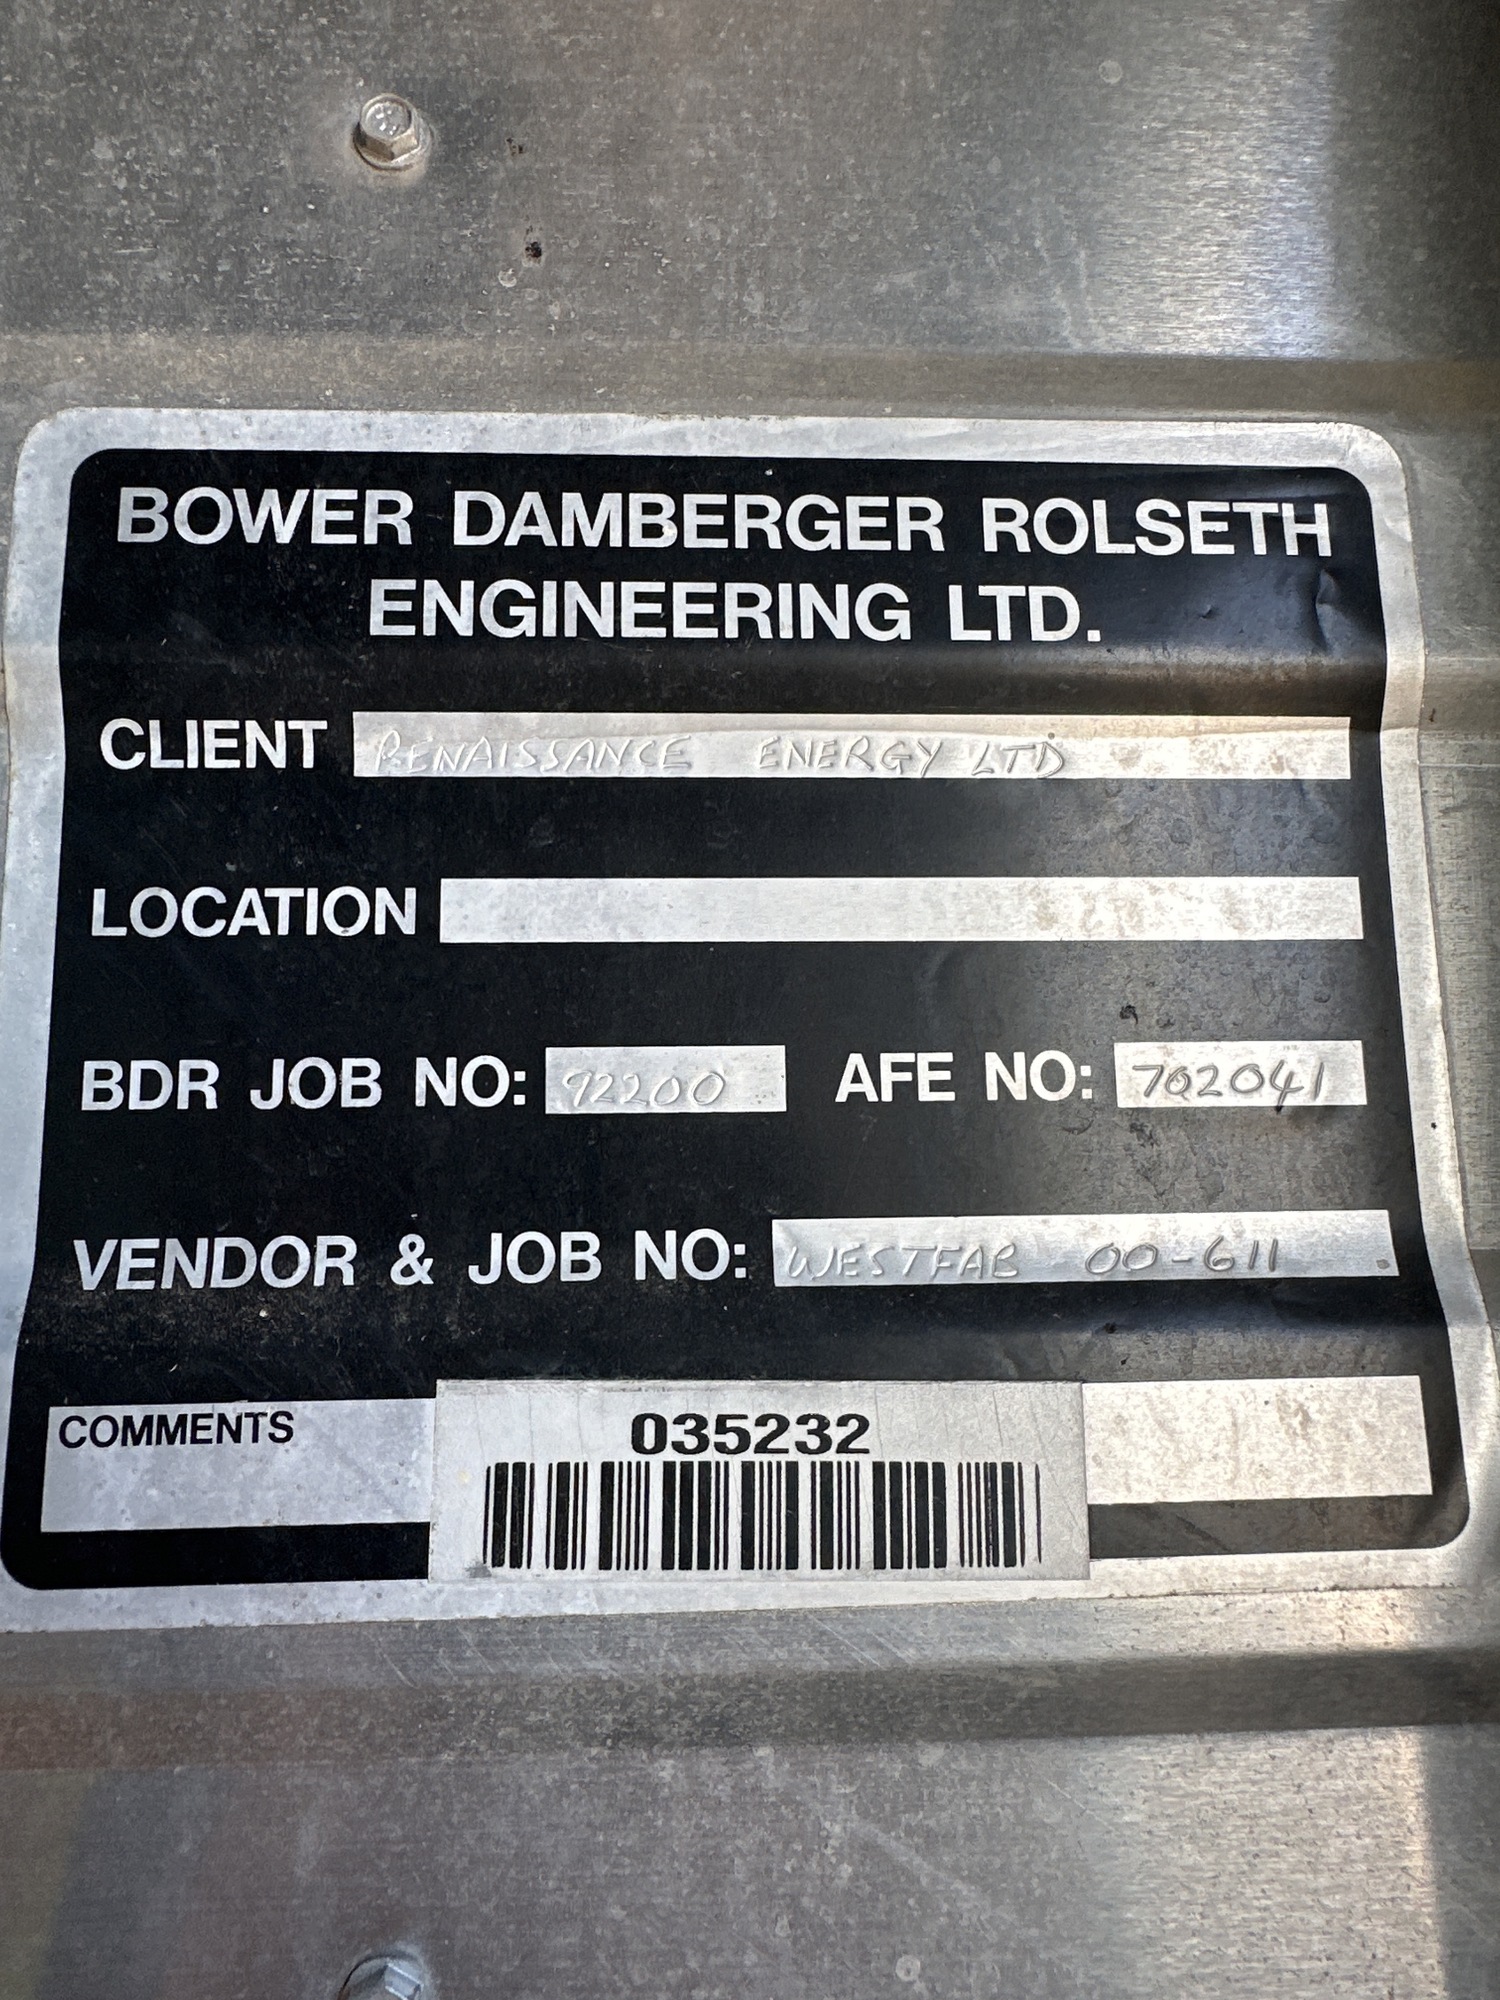 BOWER DAMBERGER ROLSETH
ENGINEERING LTD.
CLIENT RENAISSANCE ENERGY LTD
LOCATION
BDR JOB NO: 92200 AFE NO: 702041
VENDOR & JOB NO: WESTFAB 00-611
COMMENTS
035232